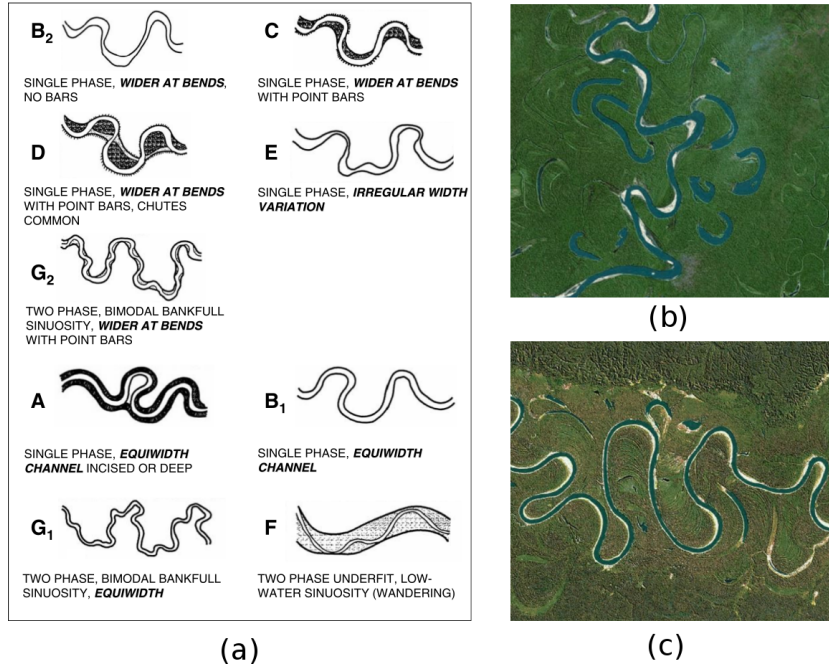 B2
SINGLE PHASE, WIDER AT BENDS,
NO BARS
C
SINGLE PHASE, WIDER AT BENDS
WITH POINT BARS
D
SINGLE PHASE, WIDER AT BENDS
WITH POINT BARS, CHUTES
COMMON
E
SINGLE PHASE, IRREGULAR WIDTH
VARIATION
G2
TWO PHASE, BIMODAL BANKFULL
SINUOSITY, WIDER AT BENDS
WITH POINT BARS
A
SINGLE PHASE, EQUIWIDTH
CHANNEL INCISED OR DEEP
B1
SINGLE PHASE, EQUIWIDTH
CHANNEL
G1
TWO PHASE, BIMODAL BANKFULL
SINUOSITY, EQUIWIDTH
F
TWO PHASE UNDERFIT, LOW-
WATER SINUOSITY (WANDERING)
(a)
(b)
(c)